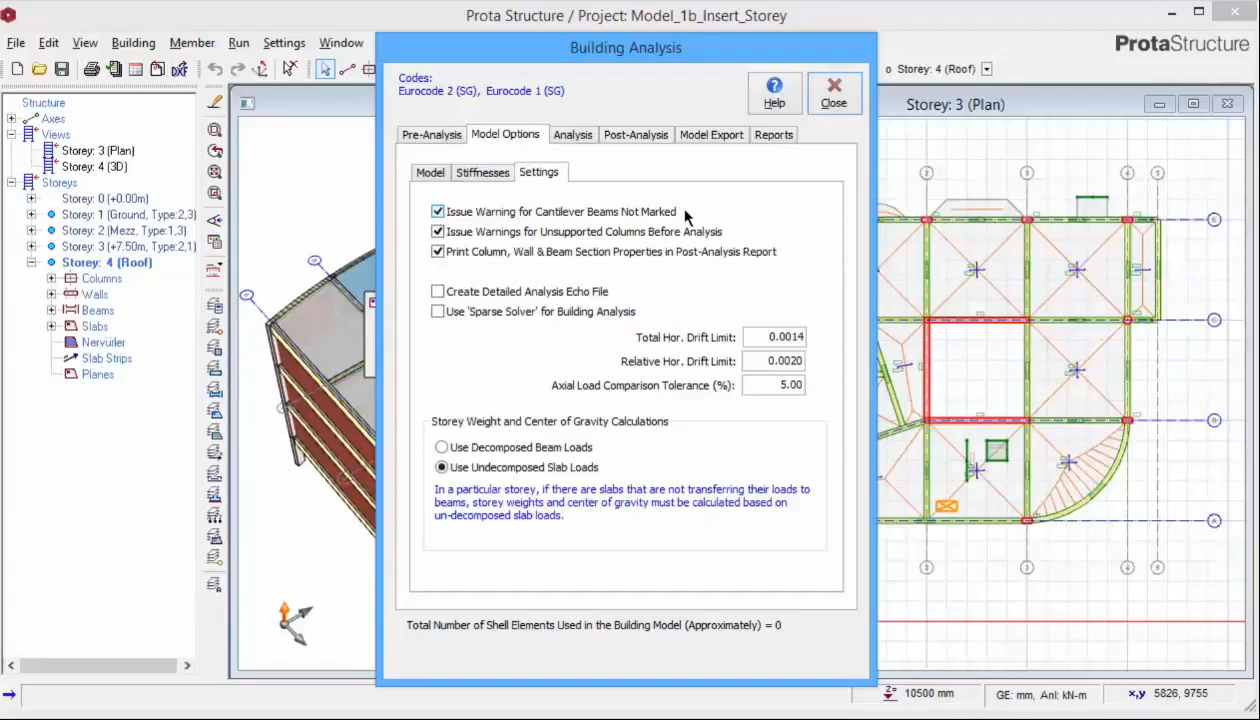 Prota Structure / Project: Model_1b_Insert_Storey
File Edit View Building Member Run Settings Window
ProtaStructure
DXF
o Storey: 4 (Roof)
Structure
Axes
Views
Storey: 3 (Plan)
Storey: 4 (3D)
Storeys
Storey: 0 (+0.00m)
Storey: 1 (Ground, Type:2,3)
Storey: 2 (Mezz, Type:1,3)
Storey: 3 (+7.50m, Type:2,1)
Storey: 4 (Roof)
Columns
Walls
Beams
Slabs
Nervürler
Slab Strips
Planes
Building Analysis
Codes:
Eurocode 2 (SG), Eurocode 1 (SG)
Help
Close
Pre-Analysis Model Options Analysis Post-Analysis Model Export Reports
Model Stiffnesses Settings
Issue Warning for Cantilever Beams Not Marked
Issue Warnings for Unsupported Columns Before Analysis
Print Column, Wall & Beam Section Properties in Post-Analysis Report
Create Detailed Analysis Echo File
Use 'Sparse Solver' for Building Analysis
Total Hor. Drift Limit: 0.0014
Relative Hor. Drift Limit: 0.0020
Axial Load Comparison Tolerance (%): 5.00
Storey Weight and Center of Gravity Calculations
Use Decomposed Beam Loads
Use Undecomposed Slab Loads
In a particular storey, if there are slabs that are not transferring their loads to
beams, storey weights and center of gravity must be calculated based on
un-decomposed slab loads.
Total Number of Shell Elements Used in the Building Model (Approximately) = 0
Storey: 3 (Plan)
2 3 4 5
2 3 4 5
Z= 10500 mm
GE: mm, Anl: kN-m
x,y 5826, 9755